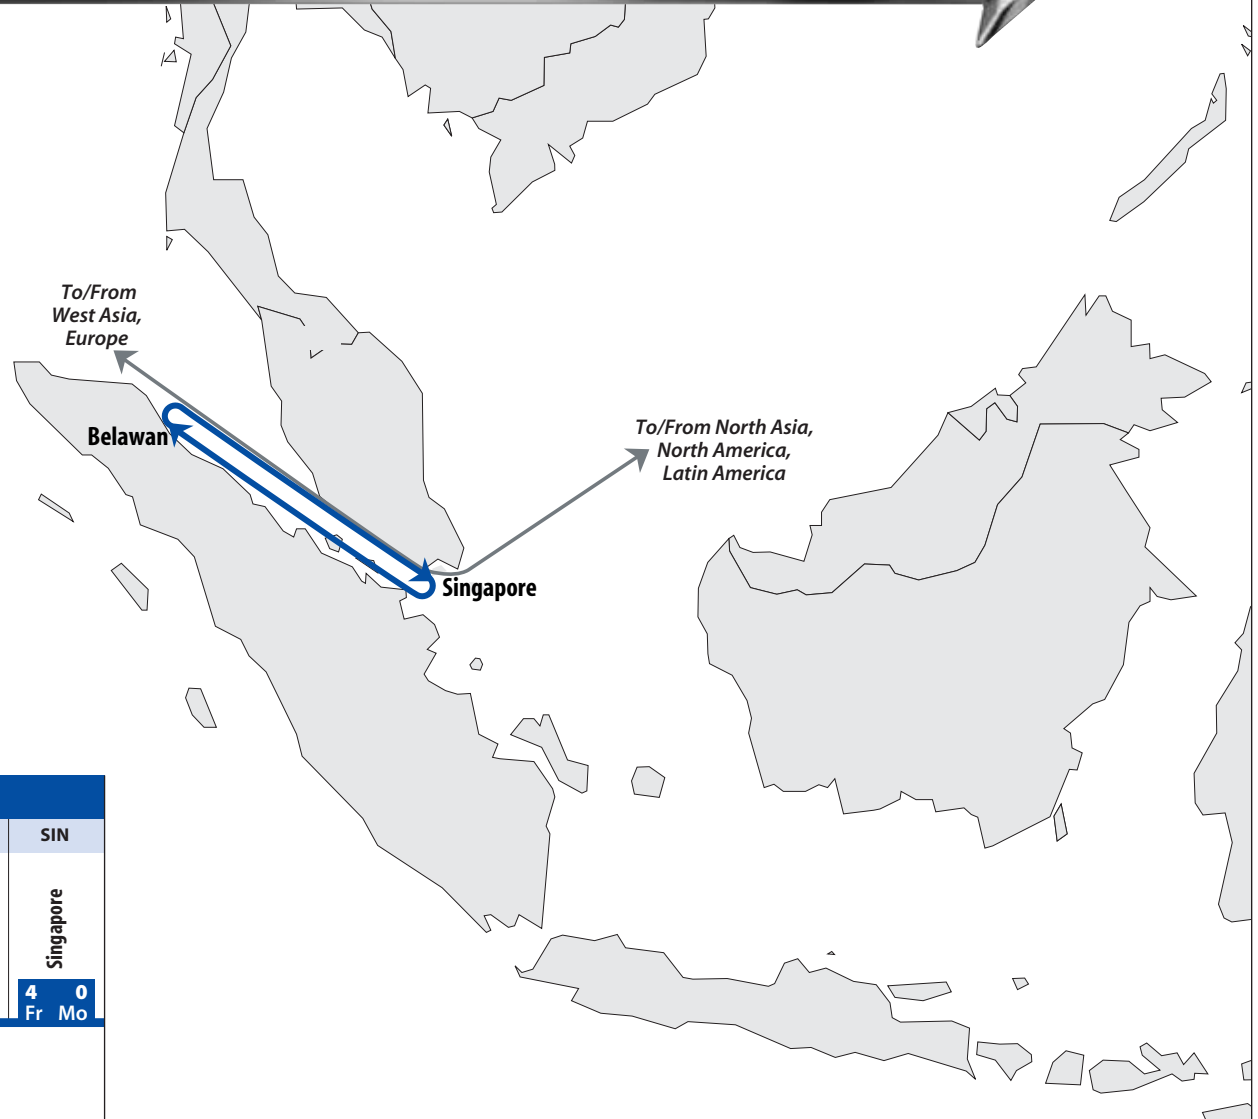 To/From
West Asia,
Europe
Belawan
To/From North Asia,
North America,
Latin America
Singapore
SIN
Singapore
4 0
Fr Mo